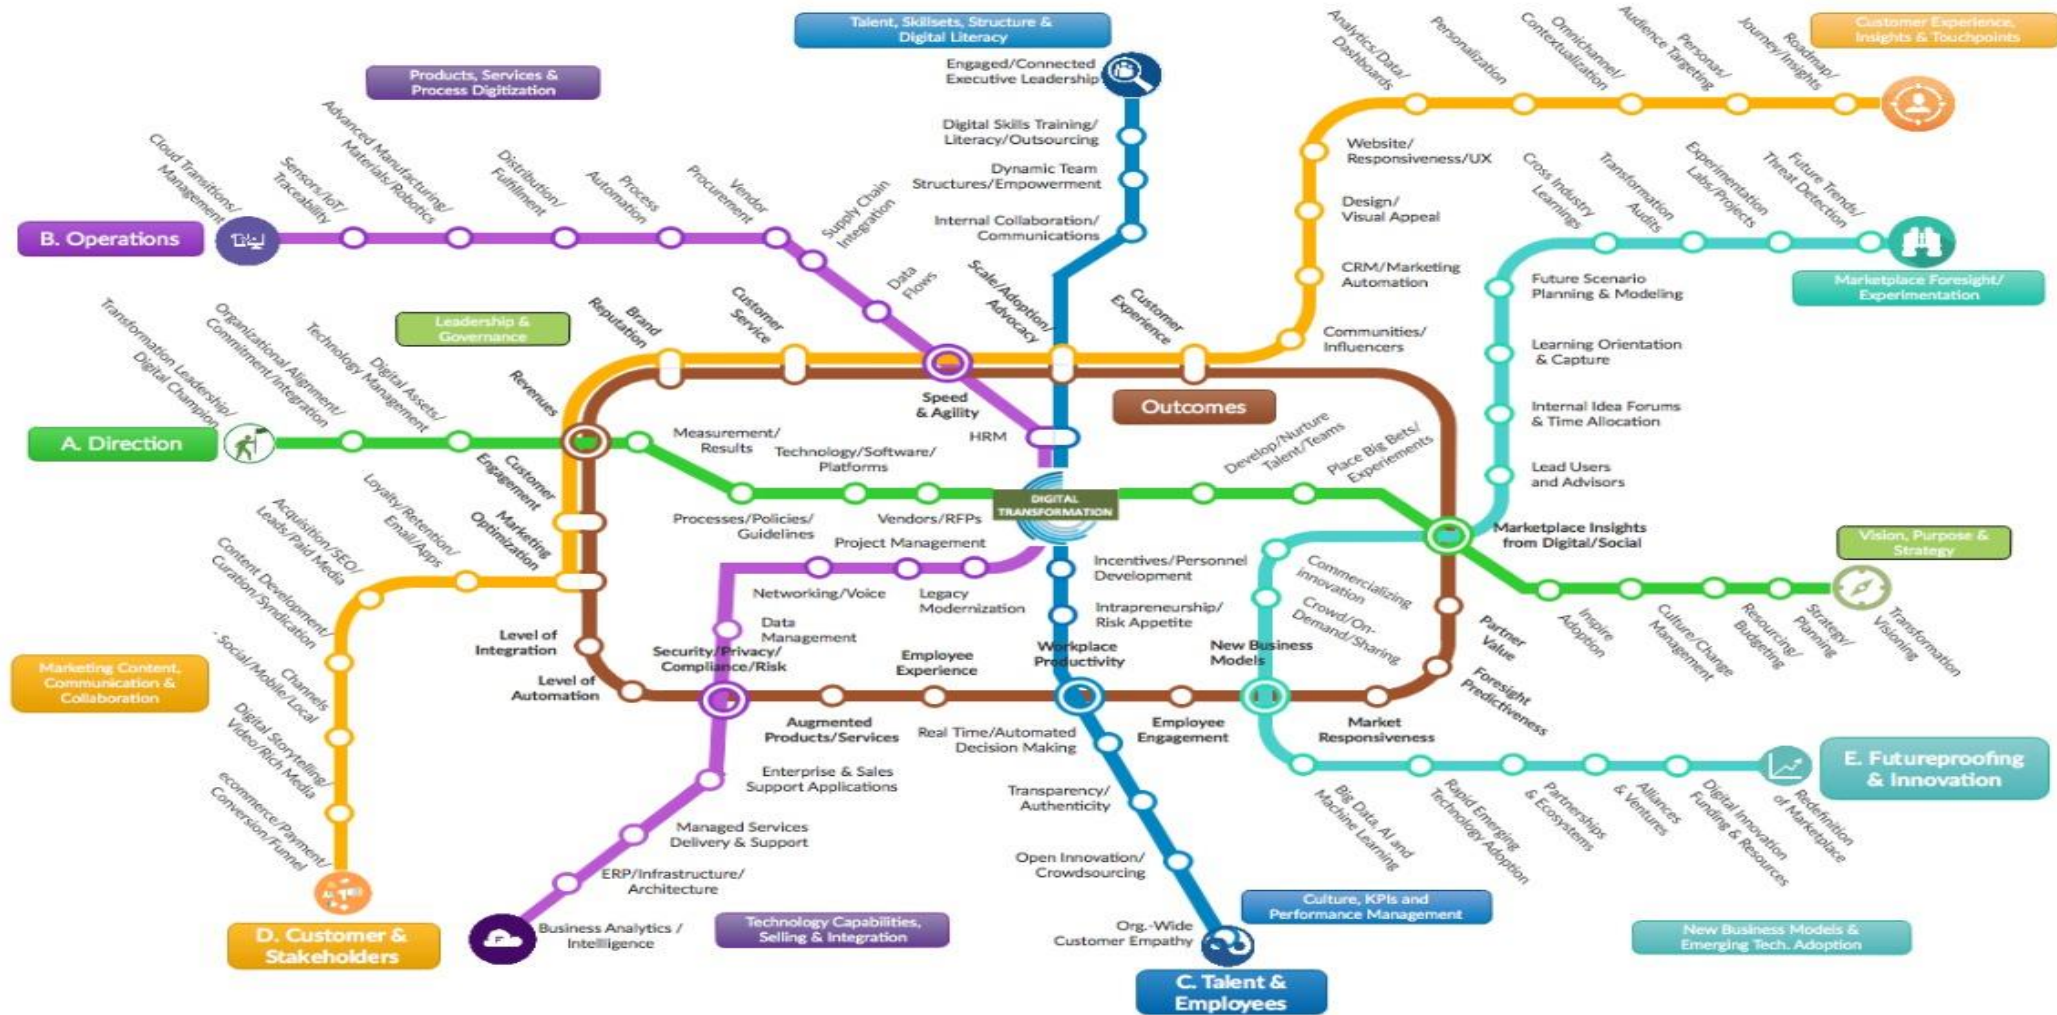 Talent, Skillsets, Structure &
Digital Literacy
Customer Experience,
Insights & Touchpoints
Products, Services &
Process Digitization
Engaged/Connected
Executive Leadership
Digital Skills Training/
Literacy/Outsourcing
Dynamic Team
Structures/Empowerment
Internal Collaboration/
Communications
Analytics/Data/
Dashboards
Personalization
Omnichannel/
Contextualization
Personas/
Audience Targeting
Roadmap/
Journey/Insights
Website/
Responsiveness/UX
Design/
Visual Appeal
CRM/Marketing
Automation
Communities/
Influencers
B. Operations
Cloud Transitions/
Management
Sensors/IoT/
Traceability
Advanced Manufacturing/
Materials/Robotics
Distribution/
Fulfillment
Process
Automation
Vendor
Procurement
Supply Chain
Integration
Data
Flows
Cross Industry
Learnings
Transformation
Audits
Experimentation
Labs/Projects
Future Trends/
Threat Detection
Marketplace Foresight/
Experimentation
Future Scenario
Planning & Modeling
Learning Orientation
& Capture
Internal Idea Forums
& Time Allocation
Lead Users
and Advisors
Leadership &
Governance
A. Direction
Transformation Leadership/
Digital Champion
Organizational Alignment/
Commitment/Integration
Technology Management
Digital Assets/
Revenues
Brand
Reputation
Customer
Service
Speed
& Agility
Scale/Adoption/
Advocacy
Customer
Experience
Outcomes
HRM
Measurement/
Results
Technology/Software/
Platforms
Processes/Policies/
Guidelines
Vendors/RFPs
DIGITAL
TRANSFORMATION
Develop/Nurture
Talent/Teams
Place Big Bets/
Experiements
Marketplace Insights
from Digital/Social
Vision, Purpose &
Strategy
Inspire
Adoption
Culture/Change
Management
Resourcing/
Budgeting
Strategy/
Planning
Transformation
Visioning
Customer
Engagement
Marketing
Optimization
Loyalty/Retention/
Email/Apps
Acquisition/SEO/
Leads/Paid Media
Content Development/
Curation/Syndication
Channels
- Social/Mobile/Local
Digital Storytelling/
Video/Rich Media
ecommerce/Payment/
Conversion/Funnel
Marketing Content,
Communication &
Collaboration
D. Customer &
Stakeholders
Project Management
Networking/Voice
Legacy
Modernization
Data
Management
Security/Privacy/
Compliance/Risk
Level of
Integration
Level of
Automation
Employee
Experience
Augmented
Products/Services
Incentives/Personnel
Development
Intrapreneurship/
Risk Appetite
Workplace
Productivity
New Business
Models
Commercializing
innovation
Crowd/On-
Demand/Sharing
Partner
Value
Foresight
Predictiveness
Market
Responsiveness
Employee
Engagement
Real Time/Automated
Decision Making
Transparency/
Authenticity
Open Innovation/
Crowdsourcing
Org.-Wide
Customer Empathy
Enterprise & Sales
Support Applications
Managed Services
Delivery & Support
ERP/Infrastructure/
Architecture
Business Analytics /
Intelligence
Technology Capabilities,
Selling & Integration
Culture, KPIs and
Performance Management
C. Talent &
Employees
Big Data, AI and
Machine Learning
Rapid Emerging
Technology Adoption
Partnerships
& Ecosystems
Alliances
& Ventures
Digital Innovation
Funding & Resources
Redefinition
of Marketplace
E. Futureproofing
& Innovation
New Business Models &
Emerging Tech. Adoption